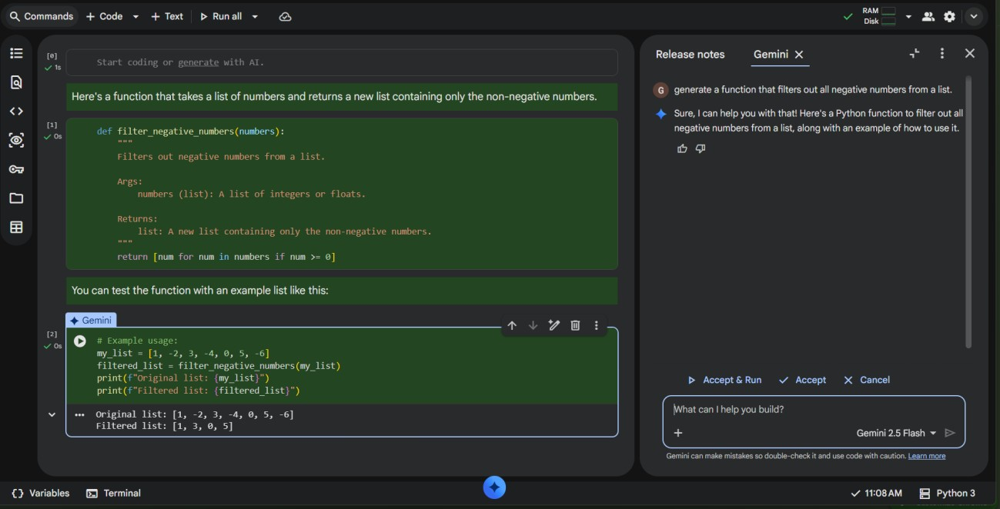 Commands + Code + Text Run all RAM
Disk
Release notes Gemini
[0] Start coding or generate with AI.
1s
Here's a function that takes a list of numbers and returns a new list containing only the non-negative numbers.
[1] def filter_negative_numbers(numbers):
0s """
Filters out negative numbers from a list.
Args:
numbers (list): A list of integers or floats.
Returns:
list: A new list containing only the non-negative numbers.
"""
return [num for num in numbers if num >= 0]
You can test the function with an example list like this:
Gemini
[2] # Example usage:
0s my_list = [1, -2, 3, -4, 0, 5, -6]
filtered_list = filter_negative_numbers(my_list)
print(f"Original list: {my_list}")
print(f"Filtered list: {filtered_list}")
Original list: [1, -2, 3, -4, 0, 5, -6]
Filtered list: [1, 3, 0, 5]
G generate a function that filters out all negative numbers from a list.
Sure, I can help you with that! Here's a Python function to filter out all
negative numbers from a list, along with an example of how to use it.
Accept & Run Accept Cancel
What can I help you build?
+ Gemini 2.5 Flash
Gemini can make mistakes so double-check it and use code with caution. Learn more
{} Variables Terminal 11:08 AM Python 3